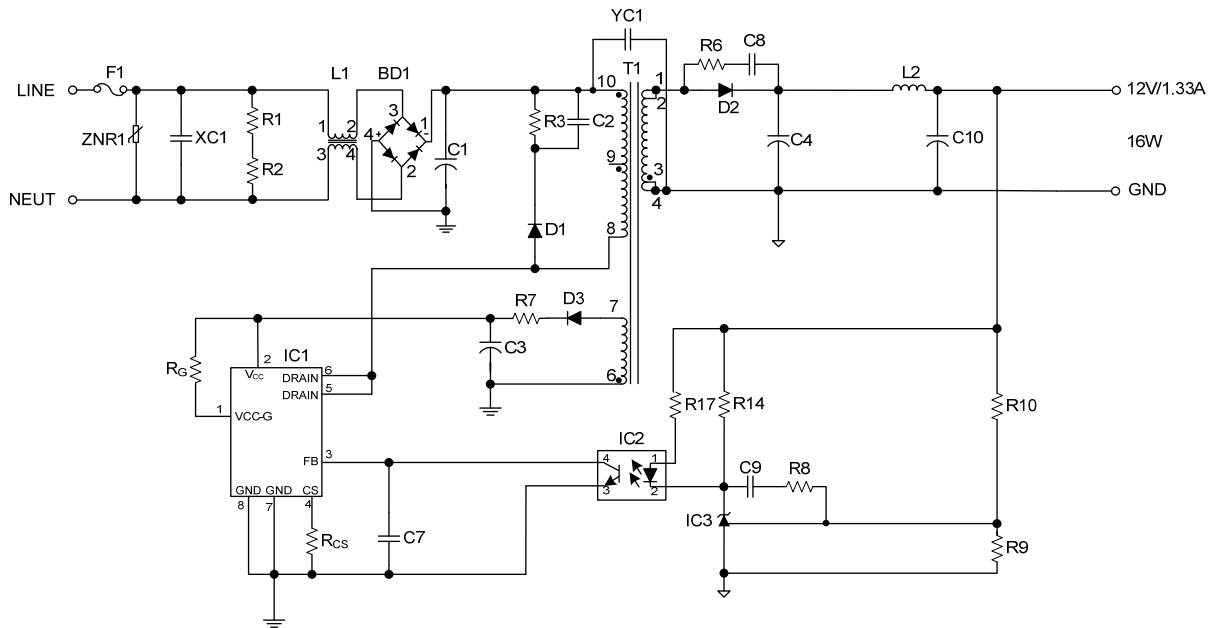 YC1
F1
L1
BD1
T1
R6
C8
L2
LINE
10
1
2
D2
12V/1.33A
ZNR1
XC1
R1
R2
1
2
3
4
3
4
+
1
-
2
C1
R3
C2
9
3
4
C4
C10
16W
NEUT
GND
8
D1
R7
D3
7
C3
6
RG
IC1
2
VCC
DRAIN
6
DRAIN
5
1
VCC-G
FB
3
GND
GND
CS
8
7
4
RCS
C7
IC2
4
3
1
2
R17
R14
R10
C9
R8
IC3
R9